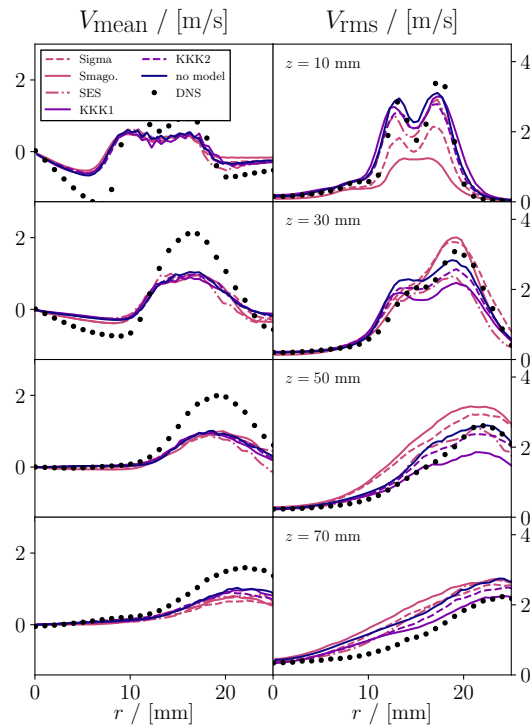 V_mean / [m/s]
V_rms / [m/s]
Sigma
Smago.
SES
KKK1
KKK2
no model
DNS
z = 10 mm
2
0
4
2
0
z = 30 mm
2
0
4
2
0
z = 50 mm
2
0
4
2
0
z = 70 mm
2
0
4
2
0
0
10
20
0
10
20
r / [mm]
r / [mm]